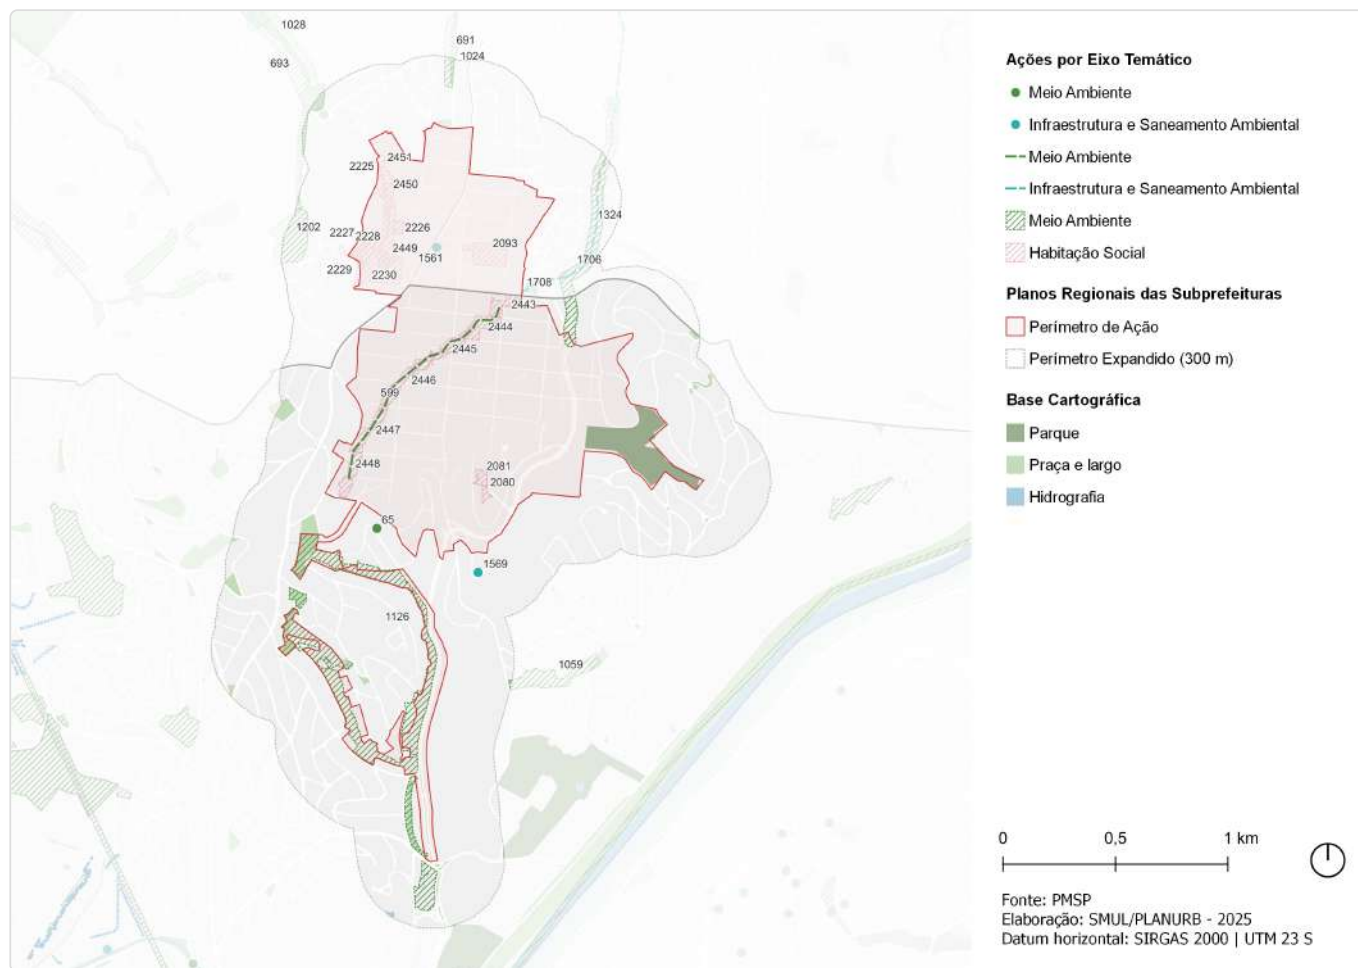 1028
691
1024
693
2451
2225
2450
1202
2227
2228
2226
2449
1561
2093
1324
2229
2230
1706
1708
2443
2444
2445
2446
599
2447
2448
2081
2080
65
1569
1126
1059
Ações por Eixo Temático
Meio Ambiente
Infraestrutura e Saneamento Ambiental
Meio Ambiente
Infraestrutura e Saneamento Ambiental
Meio Ambiente
Habitação Social
Planos Regionais das Subprefeituras
Perímetro de Ação
Perímetro Expandido (300 m)
Base Cartográfica
Parque
Praça e largo
Hidrografia
0 0,5 1 km
Fonte: PMSP
Elaboração: SMUL/PLANURB - 2025
Datum horizontal: SIRGAS 2000 | UTM 23 S